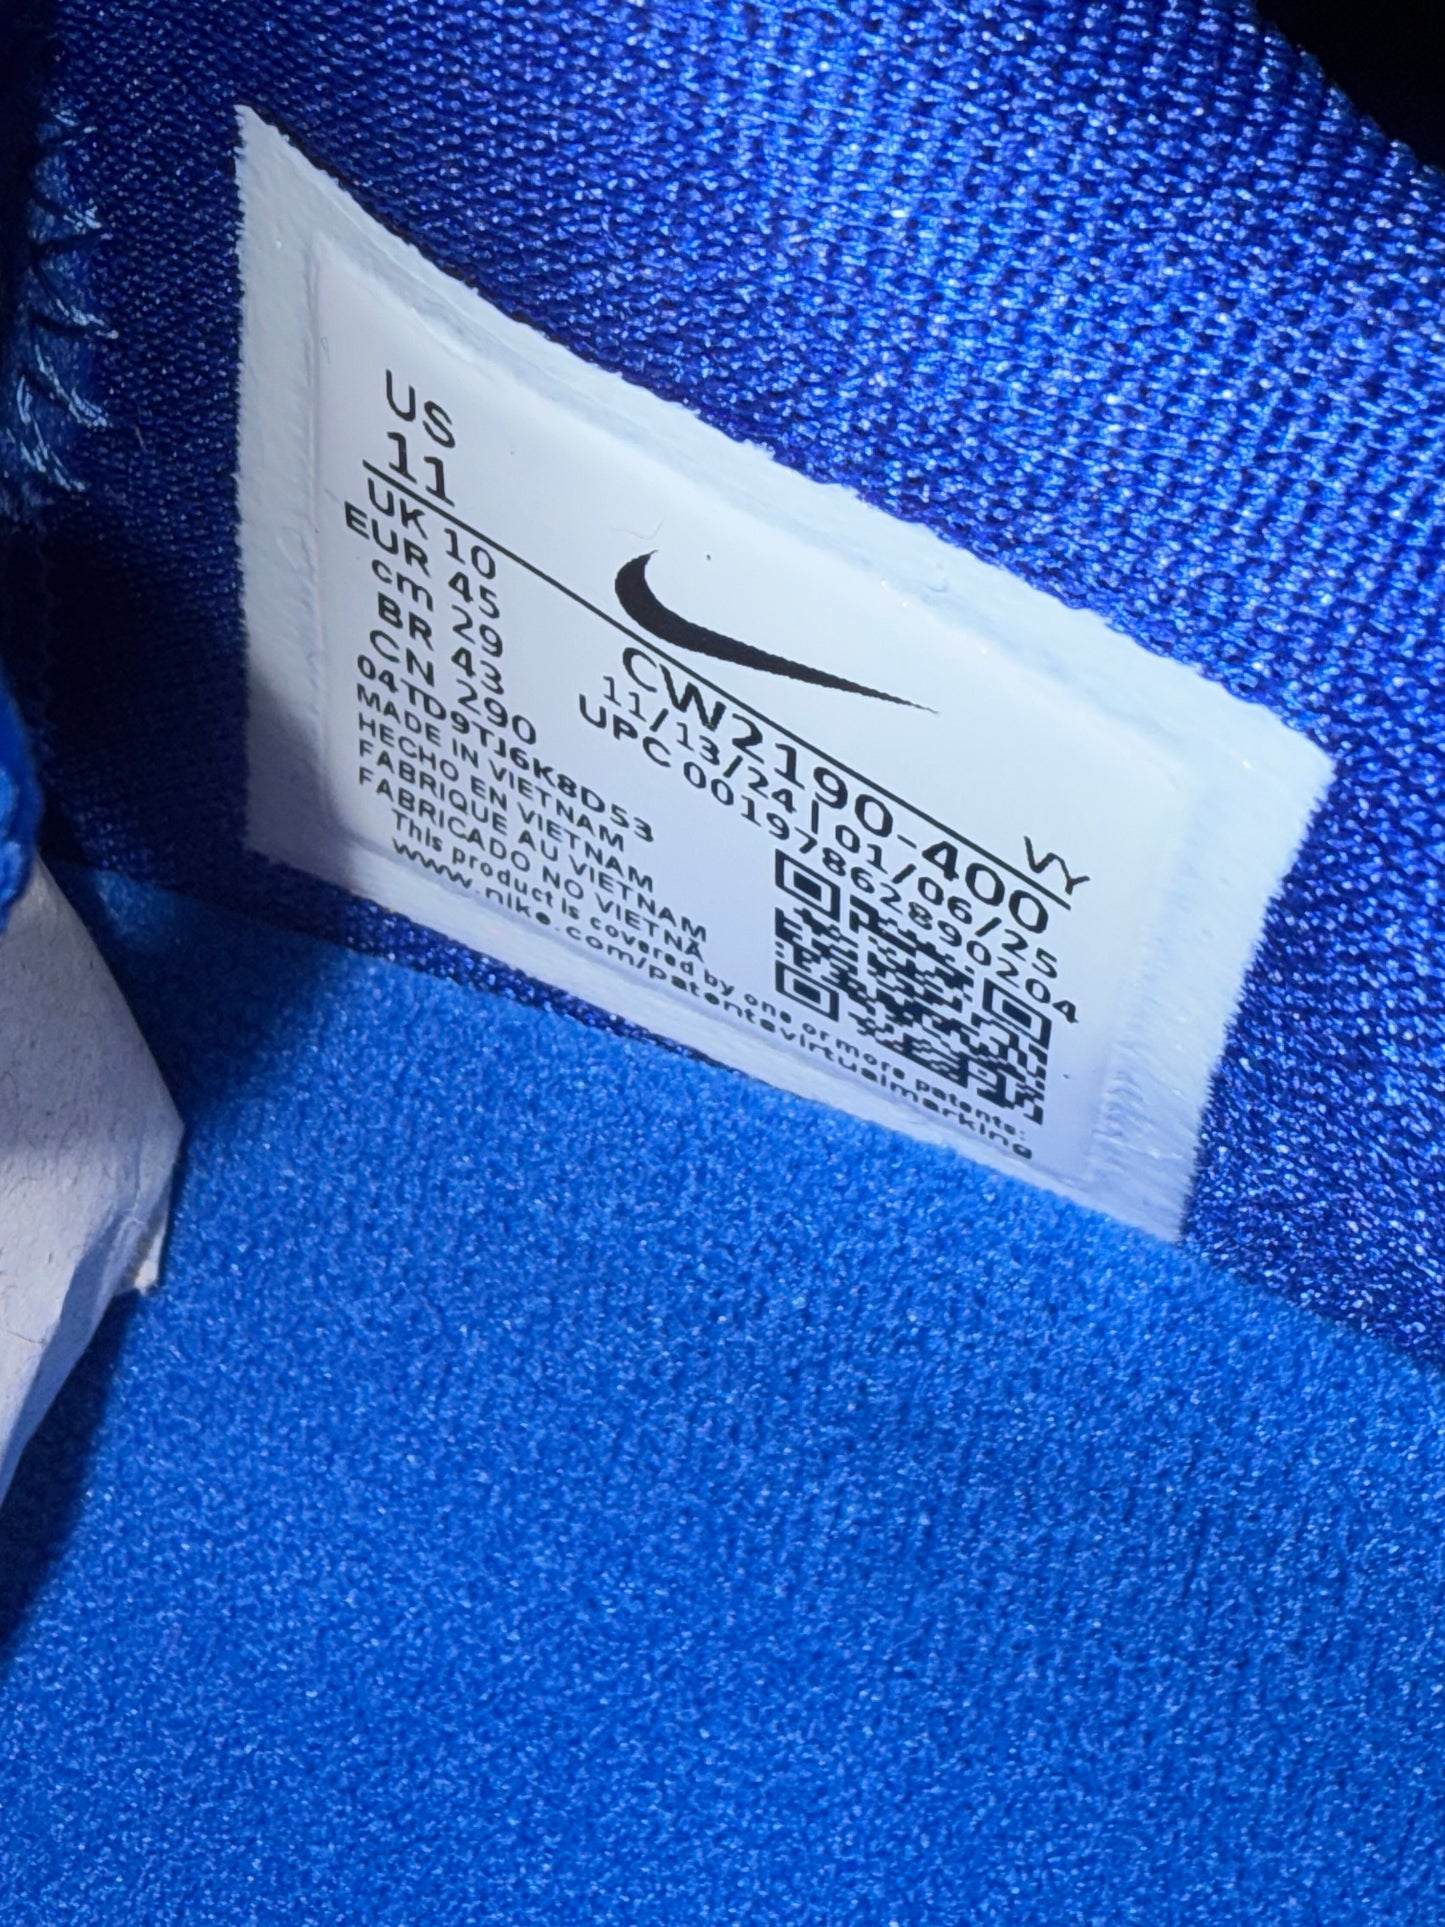 US
11
UK 10
EUR 45
cm 29
BR 43
CN 290
04TD9TJ6K8D53
MADE IN VIETNAM
HECHO EN VIETNAM
FABRIQUE AU VIETNAM
FABRICADO NO VIETNÃ
This product is covered by one or more patents:
www.nike.com/patentsvirtualmarking
VY
CW2190-400
11/13/24 | 01/06/25
UPC 00197862890204